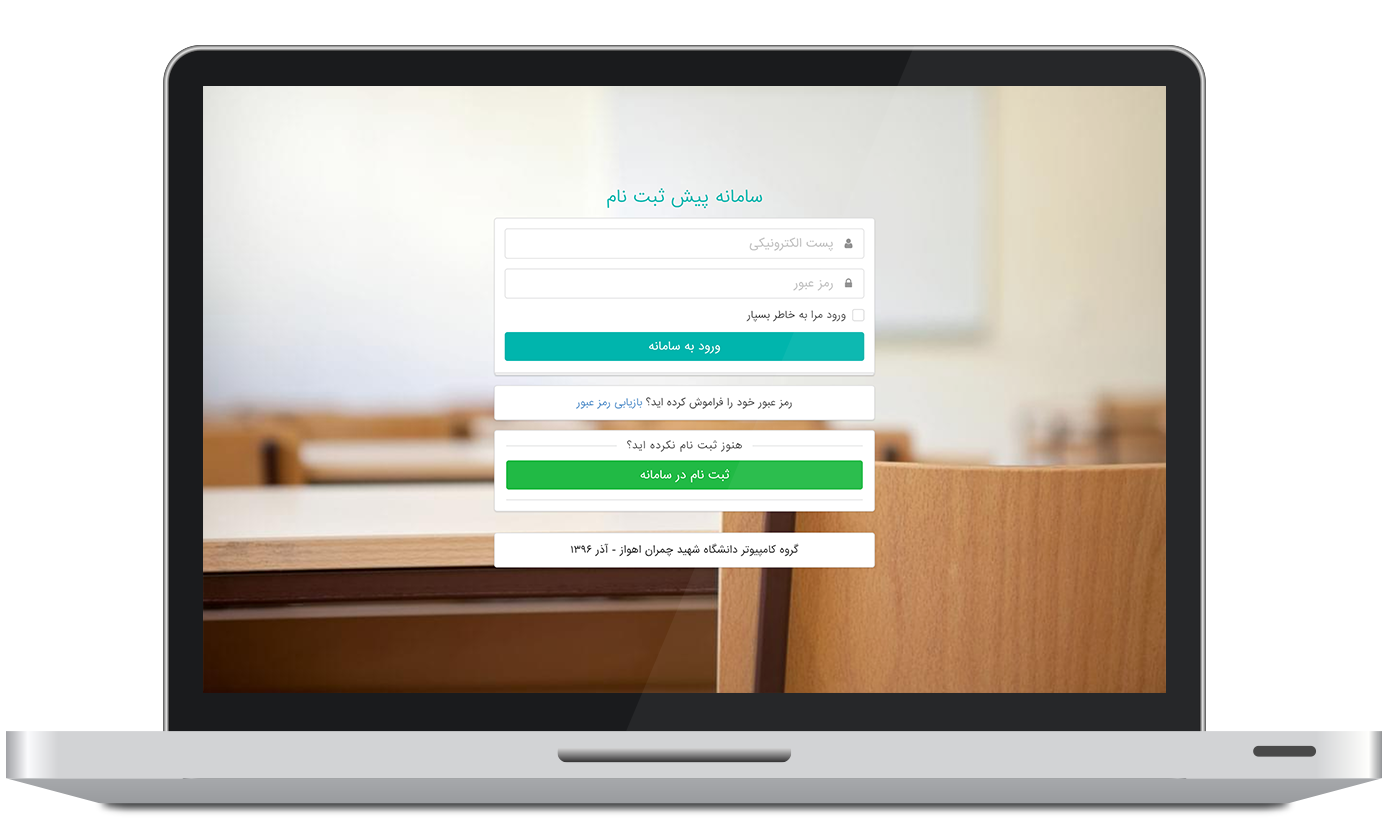 سامانه پیش ثبت نام
پست الکترونیکی
رمز عبور
ورود مرا به خاطر بسپار
ورود به سامانه
رمز عبور خود را فراموش کرده اید؟ بازیابی رمز عبور
هنوز ثبت نام نکرده اید؟
ثبت نام در سامانه
گروه کامپیوتر دانشگاه شهید چمران اهواز - آذر ۱۳۹۶